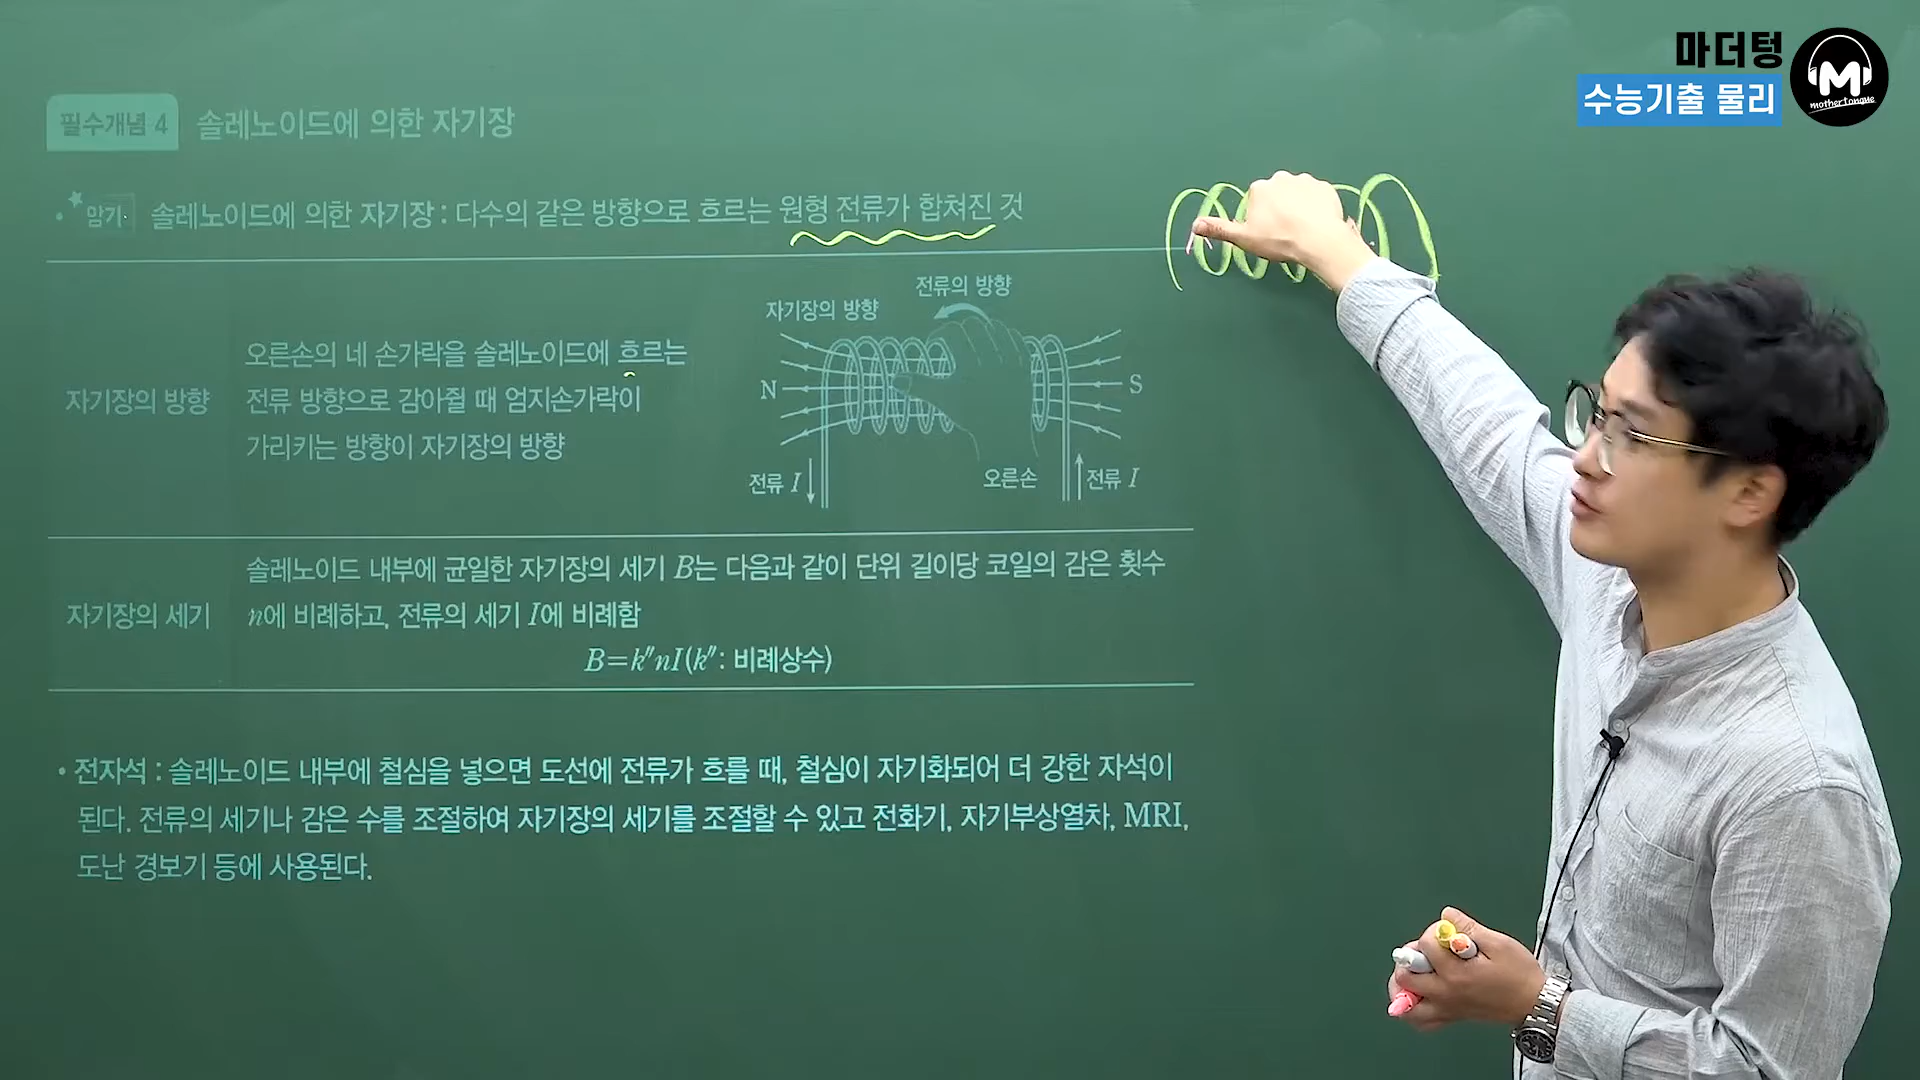 마더텅
수능기출 물리
M
mothertongue
필수개념 4 솔레노이드에 의한 자기장
• 암기 솔레노이드에 의한 자기장 : 다수의 같은 방향으로 흐르는 원형 전류가 합쳐진 것
자기장의 방향
오른손의 네 손가락을 솔레노이드에 흐르는
전류 방향으로 감아쥘 때 엄지손가락이
가리키는 방향이 자기장의 방향
전류의 방향
자기장의 방향
N
S
전류 I
오른손
전류 I
자기장의 세기
솔레노이드 내부에 균일한 자기장의 세기 B는 다음과 같이 단위 길이당 코일의 감은 횟수
n에 비례하고, 전류의 세기 I에 비례함
B=k″nI(k″: 비례상수)
• 전자석 : 솔레노이드 내부에 철심을 넣으면 도선에 전류가 흐를 때, 철심이 자기화되어 더 강한 자석이
된다. 전류의 세기나 감은 수를 조절하여 자기장의 세기를 조절할 수 있고 전화기, 자기부상열차, MRI,
도난 경보기 등에 사용된다.